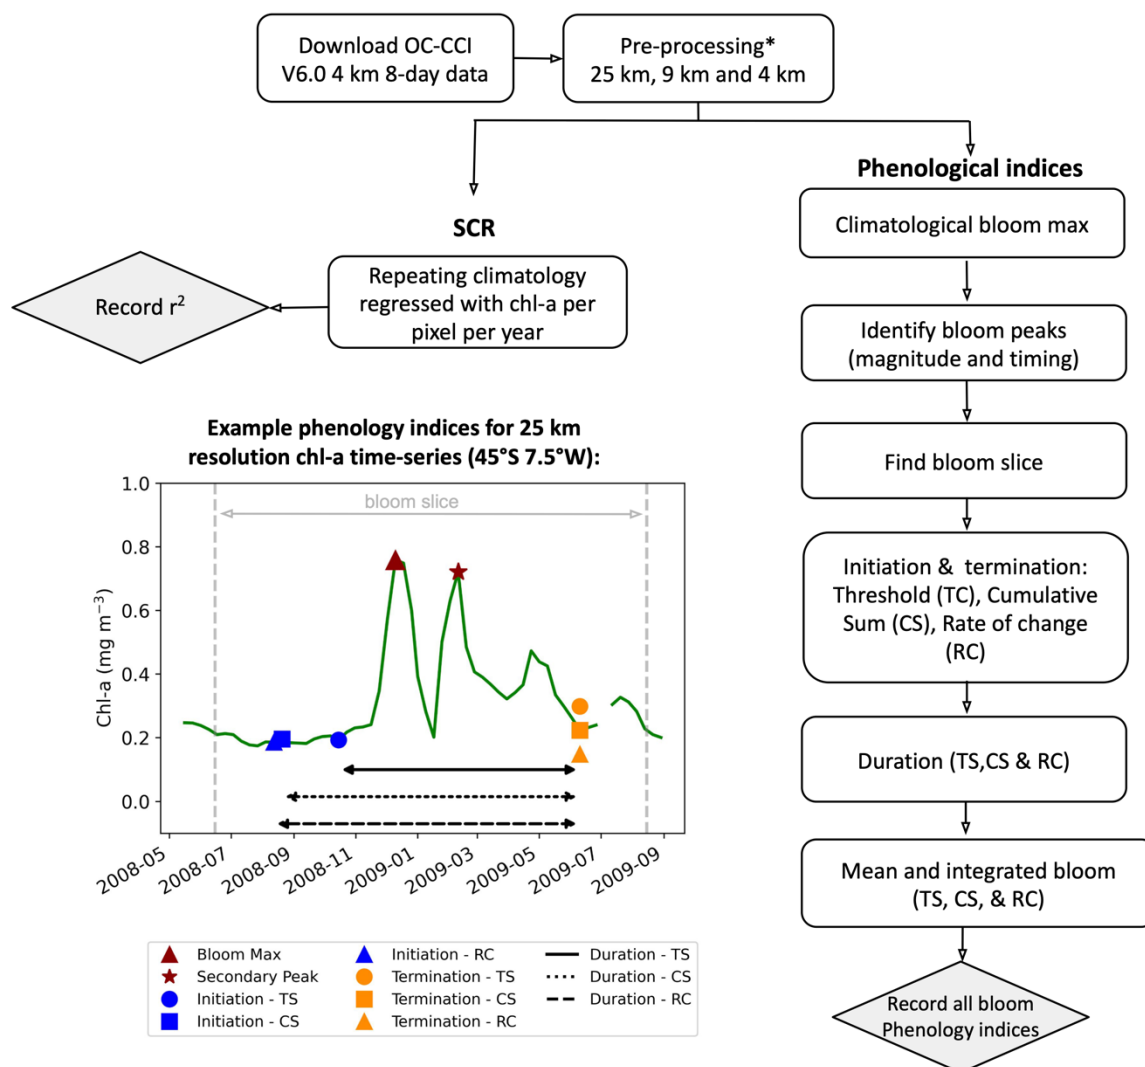 Download OC-CCI
V6.0 4 km 8-day data
Pre-processing*
25 km, 9 km and 4 km
SCR
Repeating climatology
regressed with chl-a per
pixel per year
Record r²
Phenological indices
Climatological bloom max
Identify bloom peaks
(magnitude and timing)
Find bloom slice
Initiation & termination:
Threshold (TC), Cumulative
Sum (CS), Rate of change
(RC)
Duration (TS,CS & RC)
Mean and integrated bloom
(TS, CS, & RC)
Record all bloom
Phenology indices
Example phenology indices for 25 km
resolution chl-a time-series (45°S 7.5°W):
bloom slice
Chl-a (mg m⁻³)
1.0
0.8
0.6
0.4
0.2
0.0
2008-05
2008-07
2008-09
2008-11
2009-01
2009-03
2009-05
2009-07
2009-09
Bloom Max
Secondary Peak
Initiation - TS
Initiation - CS
Initiation - RC
Termination - TS
Termination - CS
Termination - RC
Duration - TS
Duration - CS
Duration - RC